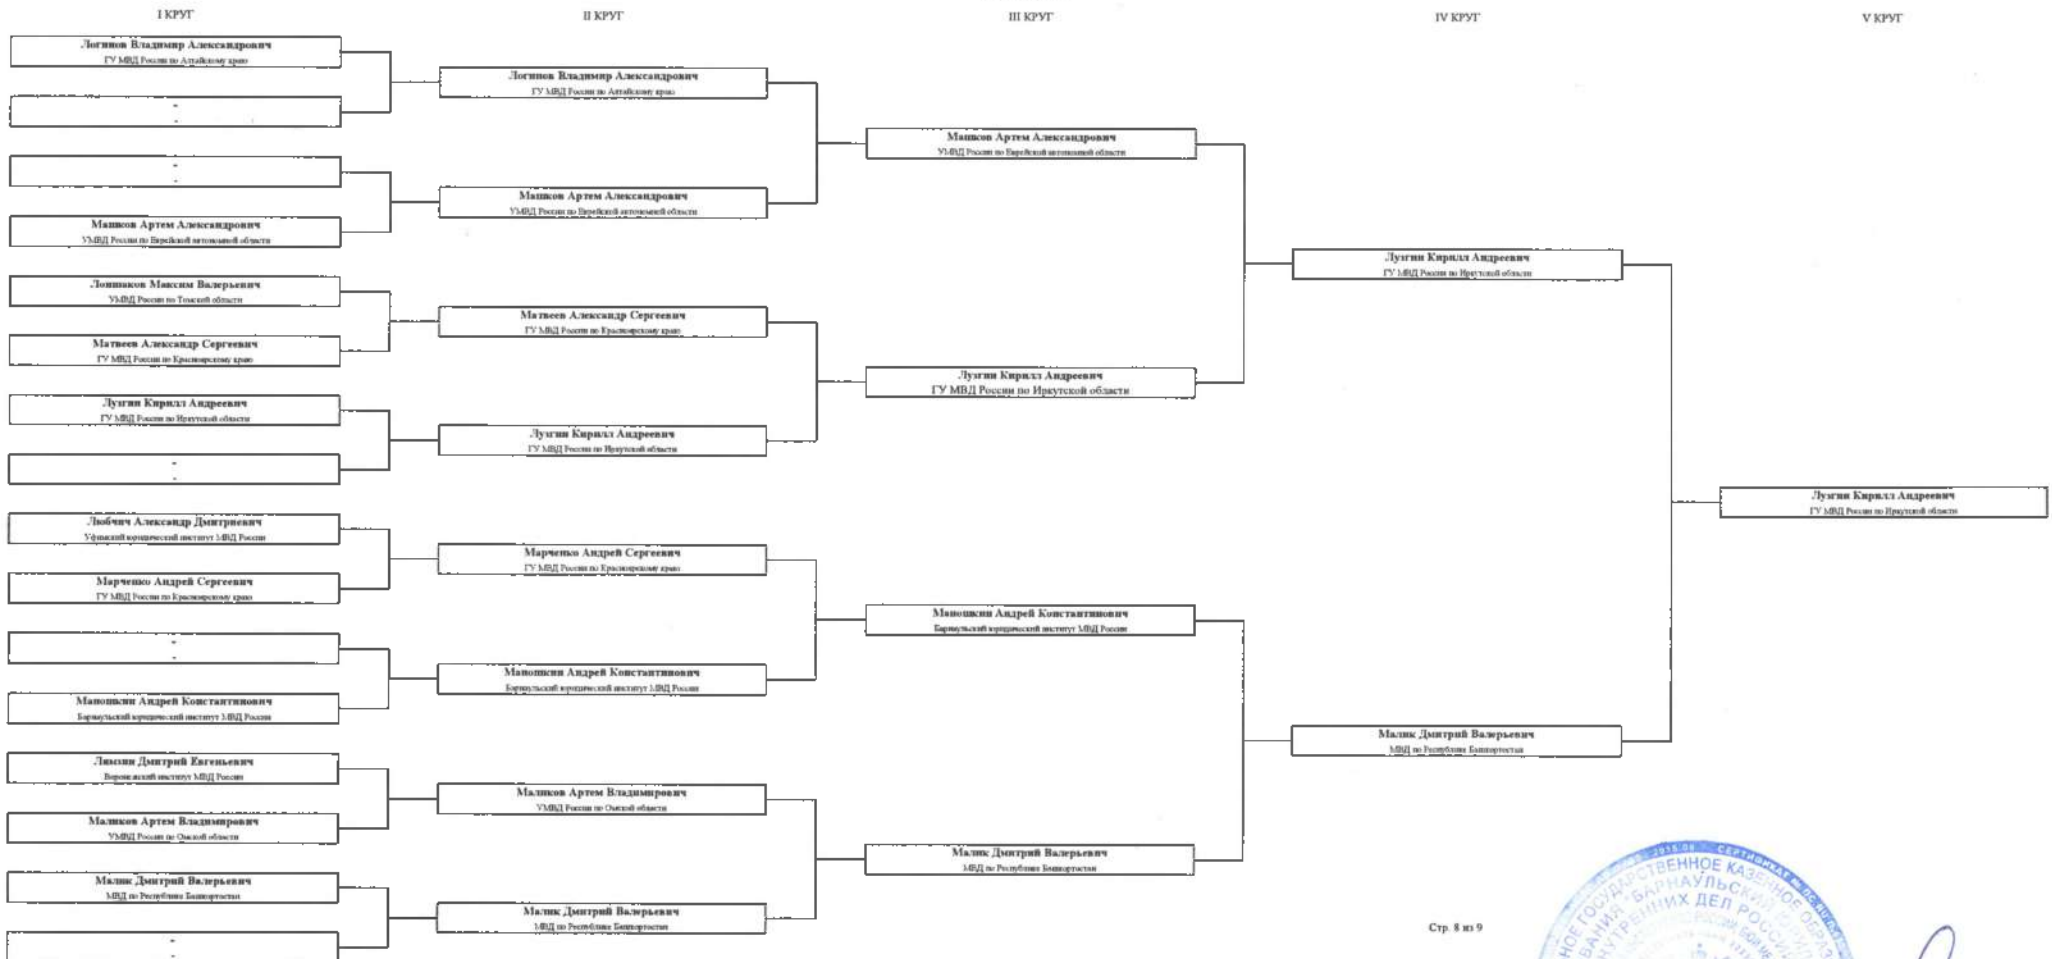 I КРУГ
II КРУГ
III КРУГ
IV КРУГ
V КРУГ
Логинов Владимир Александрович
ГУ МВД России по Алтайскому краю
-
-
-
-
Машков Артем Александрович
УМВД России по Еврейской автономной области
Лоншаков Максим Валерьевич
УМВД России по Томской области
Матвеев Александр Сергеевич
ГУ МВД России по Красноярскому краю
Лузгин Кирилл Андреевич
ГУ МВД России по Иркутской области
-
-
Любчич Александр Дмитриевич
Уфимский юридический институт МВД России
Марченко Андрей Сергеевич
ГУ МВД России по Красноярскому краю
-
-
Маношкин Андрей Константинович
Барнаульский юридический институт МВД России
Лямзин Дмитрий Евгеньевич
Воронежский институт МВД России
Маликов Артем Владимирович
УМВД России по Омской области
Малик Дмитрий Валерьевич
МВД по Республике Башкортостан
-
-
Логинов Владимир Александрович
ГУ МВД России по Алтайскому краю
Машков Артем Александрович
УМВД России по Еврейской автономной области
Матвеев Александр Сергеевич
ГУ МВД России по Красноярскому краю
Лузгин Кирилл Андреевич
ГУ МВД России по Иркутской области
Марченко Андрей Сергеевич
ГУ МВД России по Красноярскому краю
Маношкин Андрей Константинович
Барнаульский юридический институт МВД России
Маликов Артем Владимирович
УМВД России по Омской области
Малик Дмитрий Валерьевич
МВД по Республике Башкортостан
Машков Артем Александрович
УМВД России по Еврейской автономной области
Лузгин Кирилл Андреевич
ГУ МВД России по Иркутской области
Маношкин Андрей Константинович
Барнаульский юридический институт МВД России
Малик Дмитрий Валерьевич
МВД по Республике Башкортостан
Лузгин Кирилл Андреевич
ГУ МВД России по Иркутской области
Малик Дмитрий Валерьевич
МВД по Республике Башкортостан
Лузгин Кирилл Андреевич
ГУ МВД России по Иркутской области
Стр. 8 из 9
СЕРТИФИКАТ
КАЗЕННОЕ
БАРНАУЛЬСКИЙ
ДЕЛ РОССИИ